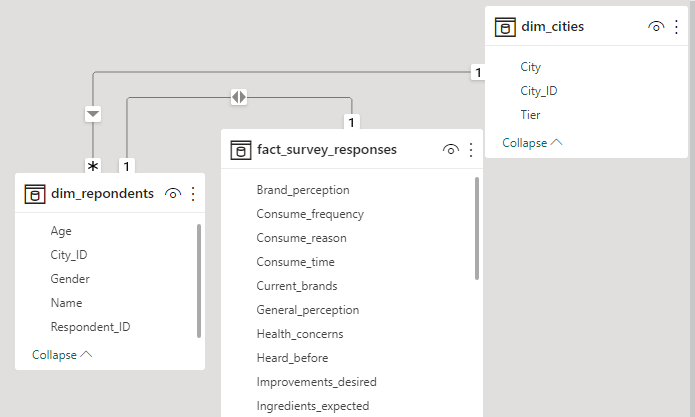 dim_cities
City
City_ID
Tier
Collapse
1
1
*
1
fact_survey_responses
Brand_perception
Consume_frequency
Consume_reason
Consume_time
Current_brands
General_perception
Health_concerns
Heard_before
Improvements_desired
Ingredients_expected
dim_repondents
Age
City_ID
Gender
Name
Respondent_ID
Collapse